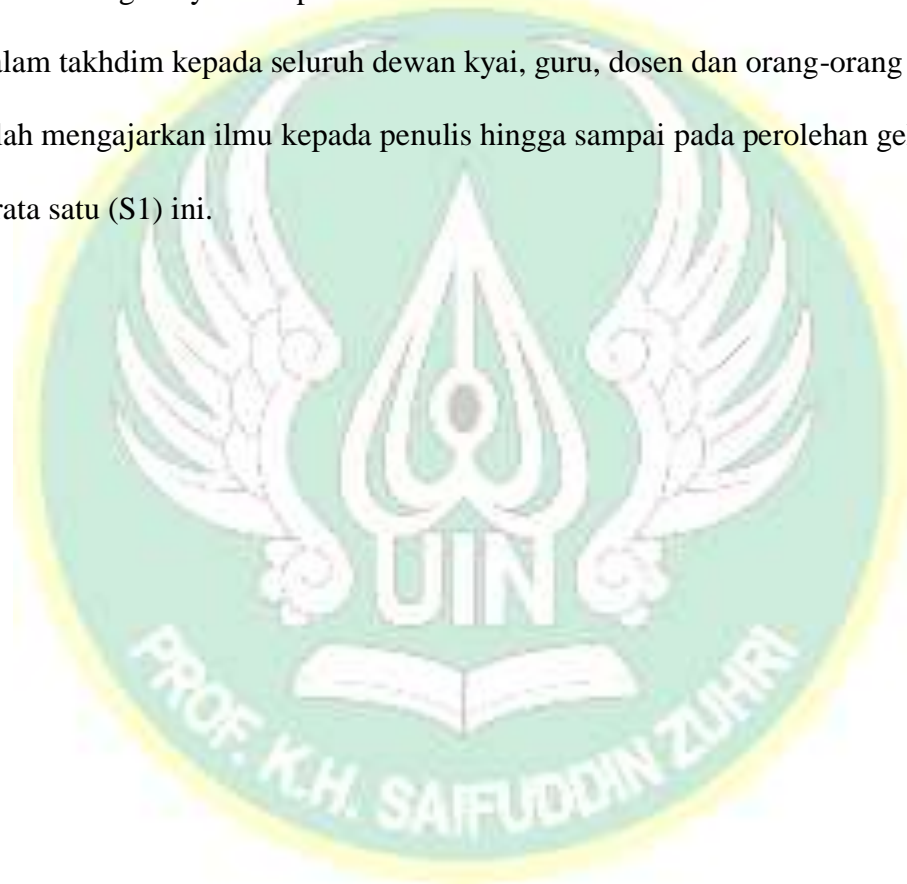 alam takhdim kepada seluruh dewan kyai, guru, dosen dan orang-orang
lah mengajarkan ilmu kepada penulis hingga sampai pada perolehan ge
rata satu (S1) ini.
UIN
PROF. K.H. SAIFUDDIN ZUHRI